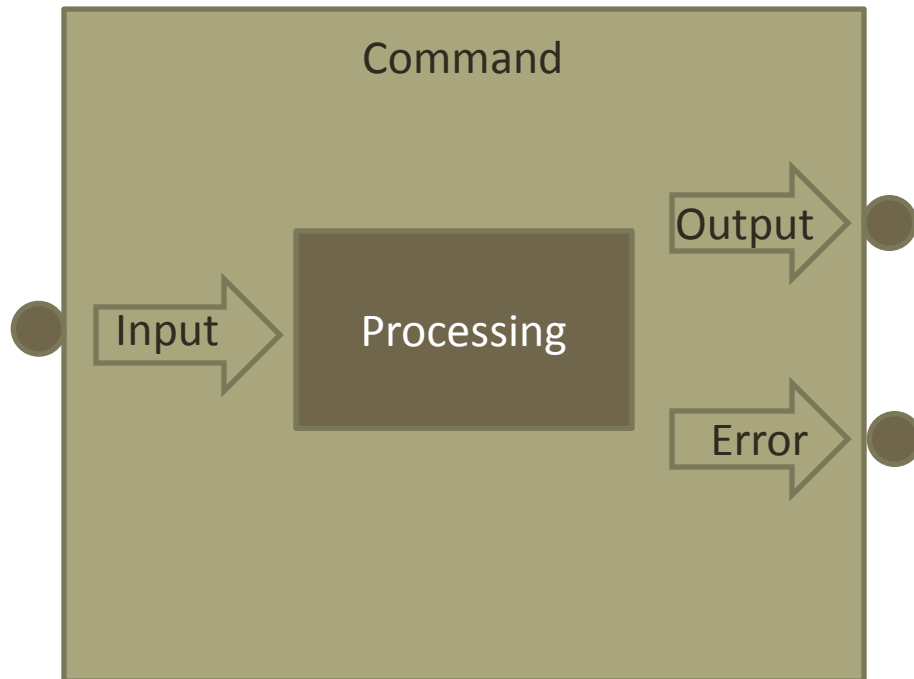 Command
Output
Input
Processing
Error